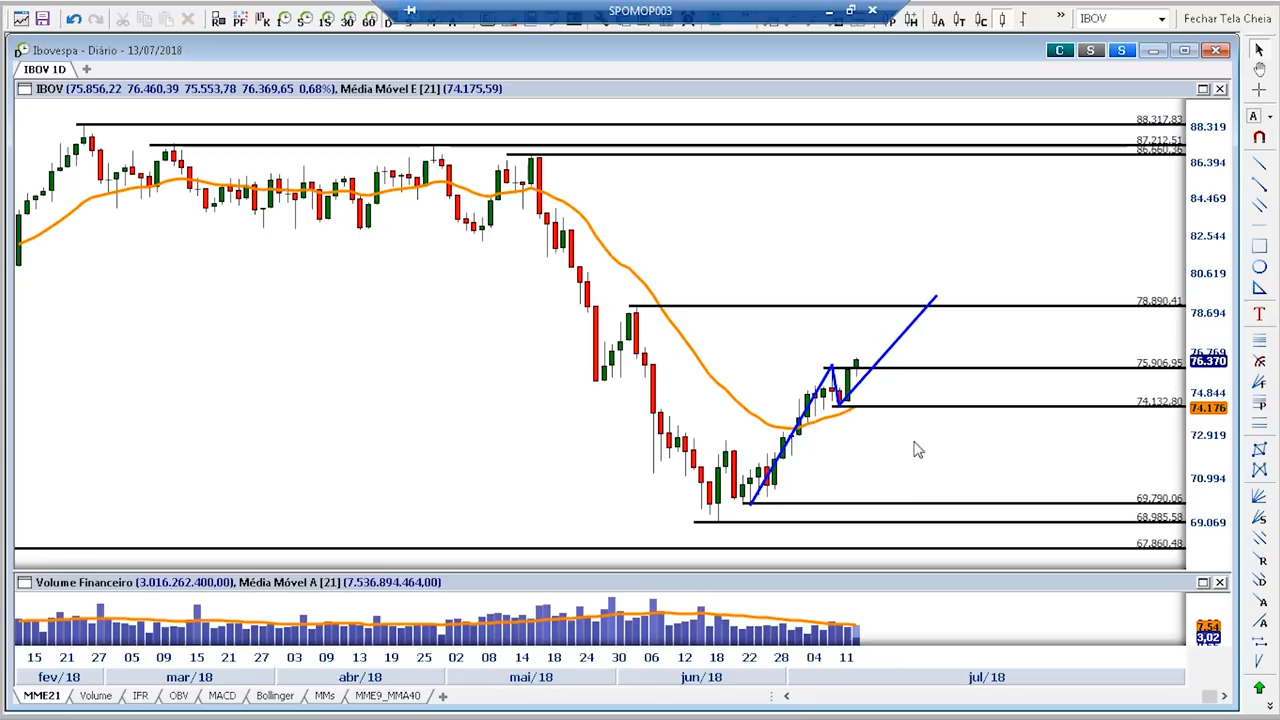 SPOMOP003
15 30 60 D
IBOV
Fechar Tela Cheia
Ibovespa - Diário - 13/07/2018
C S S
IBOV 1D
IBOV (75.856,22 76.460,39 75.553,78 76.369,65 0,68%), Média Móvel E [21] (74.175,59)
88.317,83
88.319
87.212,51
86.394
84.469
82.544
80.619
78.890,41
78.694
76.769
75.906,95
76.370
74.844
74.132,80
74.176
72.919
70.994
69.790,06
68.985,58
69.069
67.860,48
Volume Financeiro (3.016.262.400,00), Média Móvel A [21] (7.536.894.464,00)
7,54
3,02
15 21 27 05 09 15 21 27 03 09 13 19 25 02 08 14 18 24 30 06 12 18 22 28 04 11
fev/18 mar/18 abr/18 mai/18 jun/18 jul/18
MME21 Volume IFR OBV MACD Bollinger MMs MME9_MMA40